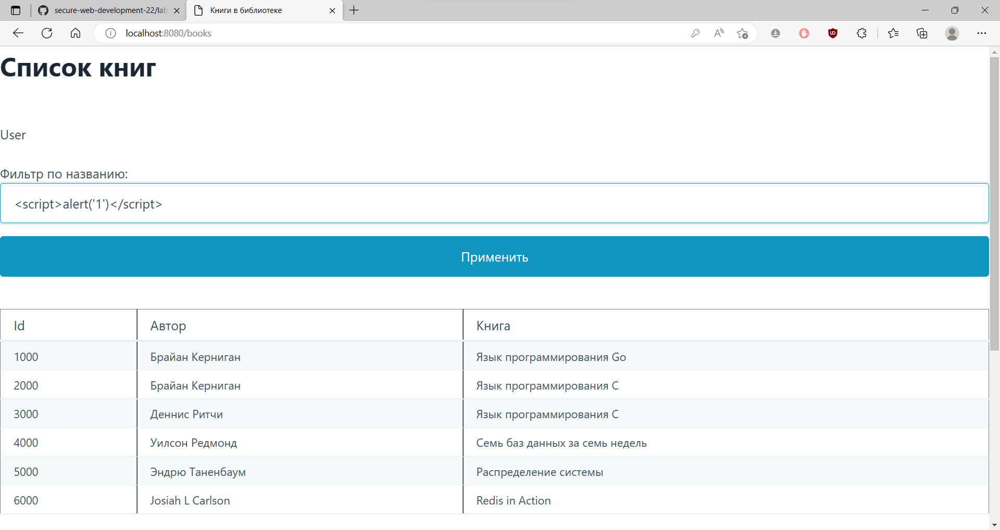 secure-web-development-22/lab
Книги в библиотеке
localhost:8080/books
Список книг
User
Фильтр по названию:
<script>alert('1')</script>
Применить
Id Автор Книга
1000 Брайан Керниган Язык программирования Go
2000 Брайан Керниган Язык программирования C
3000 Деннис Ритчи Язык программирования C
4000 Уилсон Редмонд Семь баз данных за семь недель
5000 Эндрю Таненбаум Распределение системы
6000 Josiah L Carlson Redis in Action